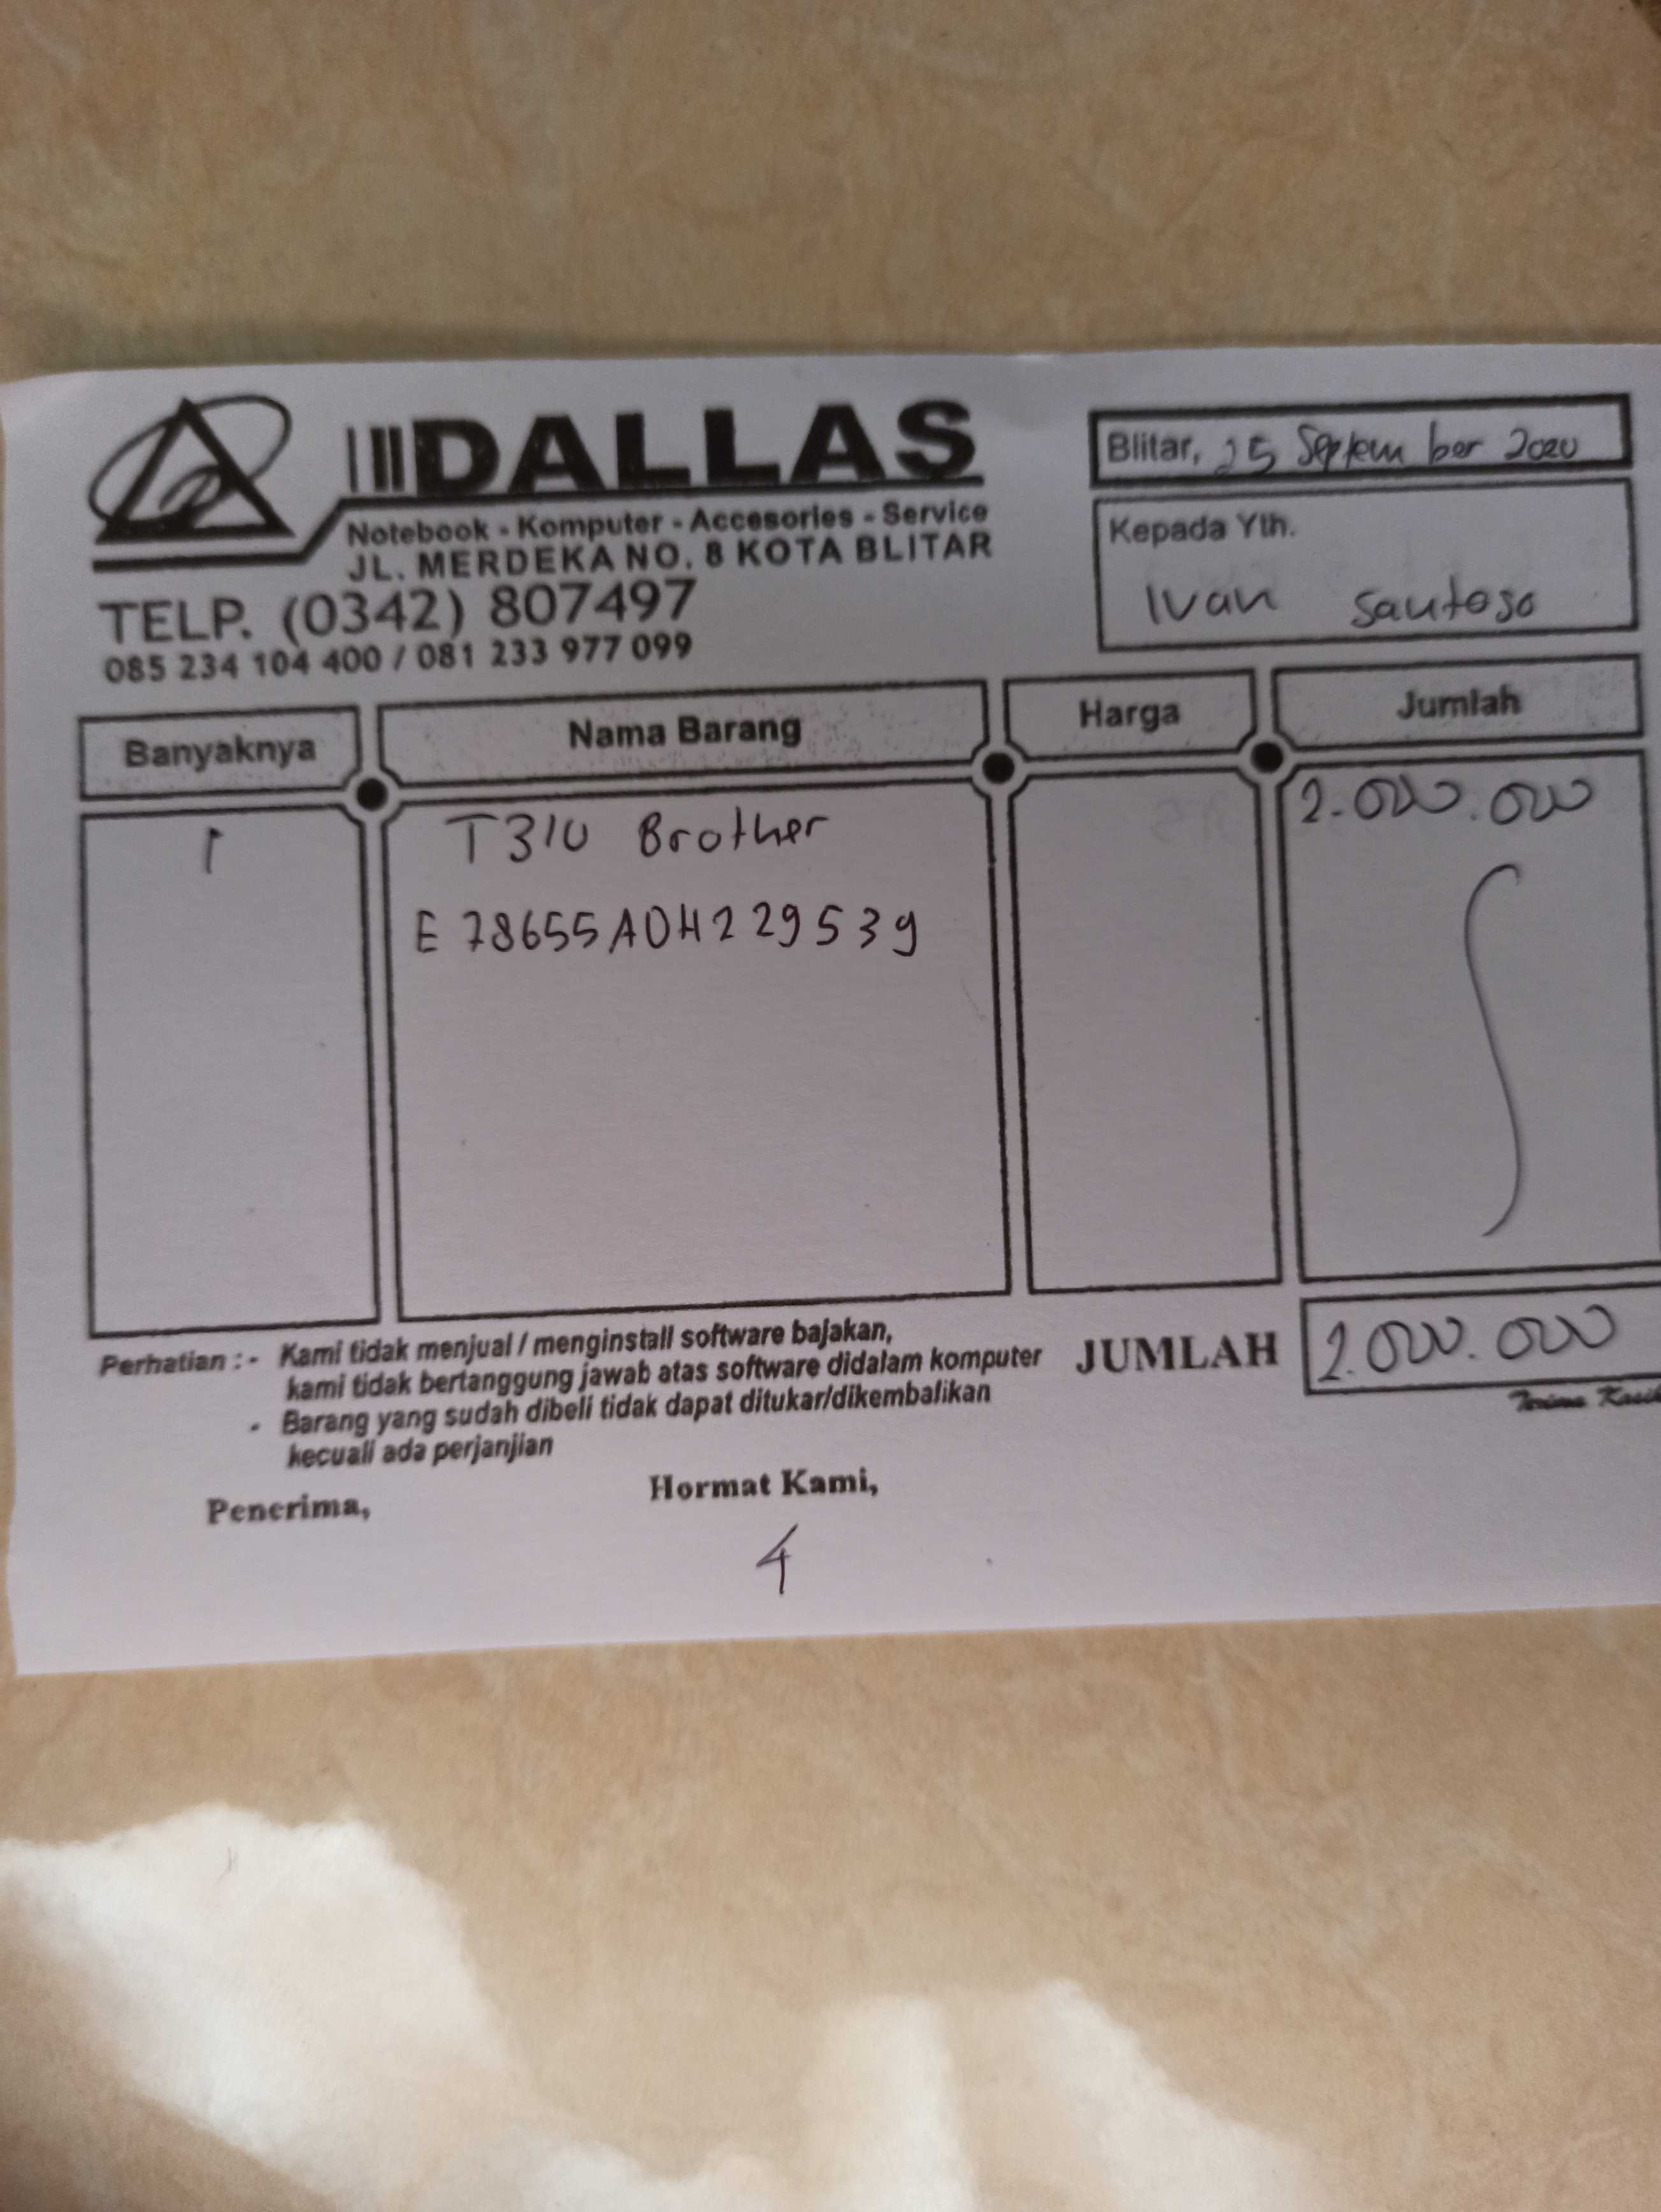 DALLAS
Notebook - Komputer - Accesories - Service
JL. MERDEKA NO. 8 KOTA BLITAR
TELP. (0342) 807497
085 234 104 400 / 081 233 977 099
Blitar, 25 September 2020
Kepada Yth.
Ivan Santoso
Banyaknya Nama Barang Harga Jumlah
1 T310 Brother 2.000.000
E78655A0H229539
Perhatian : - Kami tidak menjual / menginstall software bajakan,
kami tidak bertanggung jawab atas software didalam komputer
- Barang yang sudah dibeli tidak dapat ditukar/dikembalikan
kecuali ada perjanjian
JUMLAH 2.000.000
Terima Kasih
Penerima, Hormat Kami,